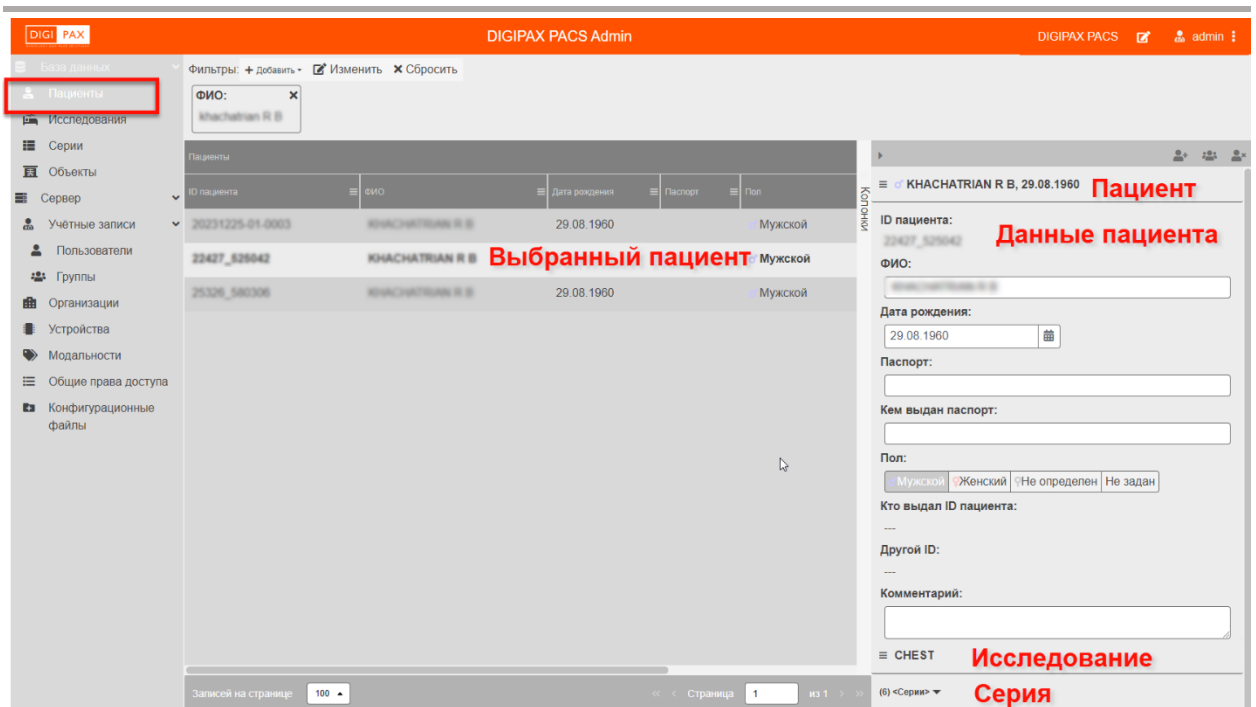 DIGI PAX
DIGIPAX PACS Admin
DIGIPAX PACS
admin
База данных
Пациенты
Исследования
Серии
Объекты
Сервер
Учётные записи
Пользователи
Группы
Организации
Устройства
Модальности
Общие права доступа
Конфигурационные
файлы
Фильтры: + Добавить Изменить Сбросить
ФИО:
khachatrian R B
Пациенты
ID пациента ФИО Дата рождения Паспорт Пол
20231225-01-0003 KHACHATRIAN R B 29.08.1960 Мужской
22427_525042 KHACHATRIAN R B Выбранный пациент Мужской
25326_580306 KHACHATRIAN R B 29.08.1960 Мужской
Записей на странице 100
« < Страница 1 из 1 > »
Колонки
KHACHATRIAN R B, 29.08.1960 Пациент
ID пациента:
22427_525042
Данные пациента
ФИО:
KHACHATRIAN R B
Дата рождения:
29.08.1960
Паспорт:
Кем выдан паспорт:
Пол:
Мужской Женский Не определен Не задан
Кто выдал ID пациента:
---
Другой ID:
---
Комментарий:
CHEST Исследование
(6) <Серии> Серия